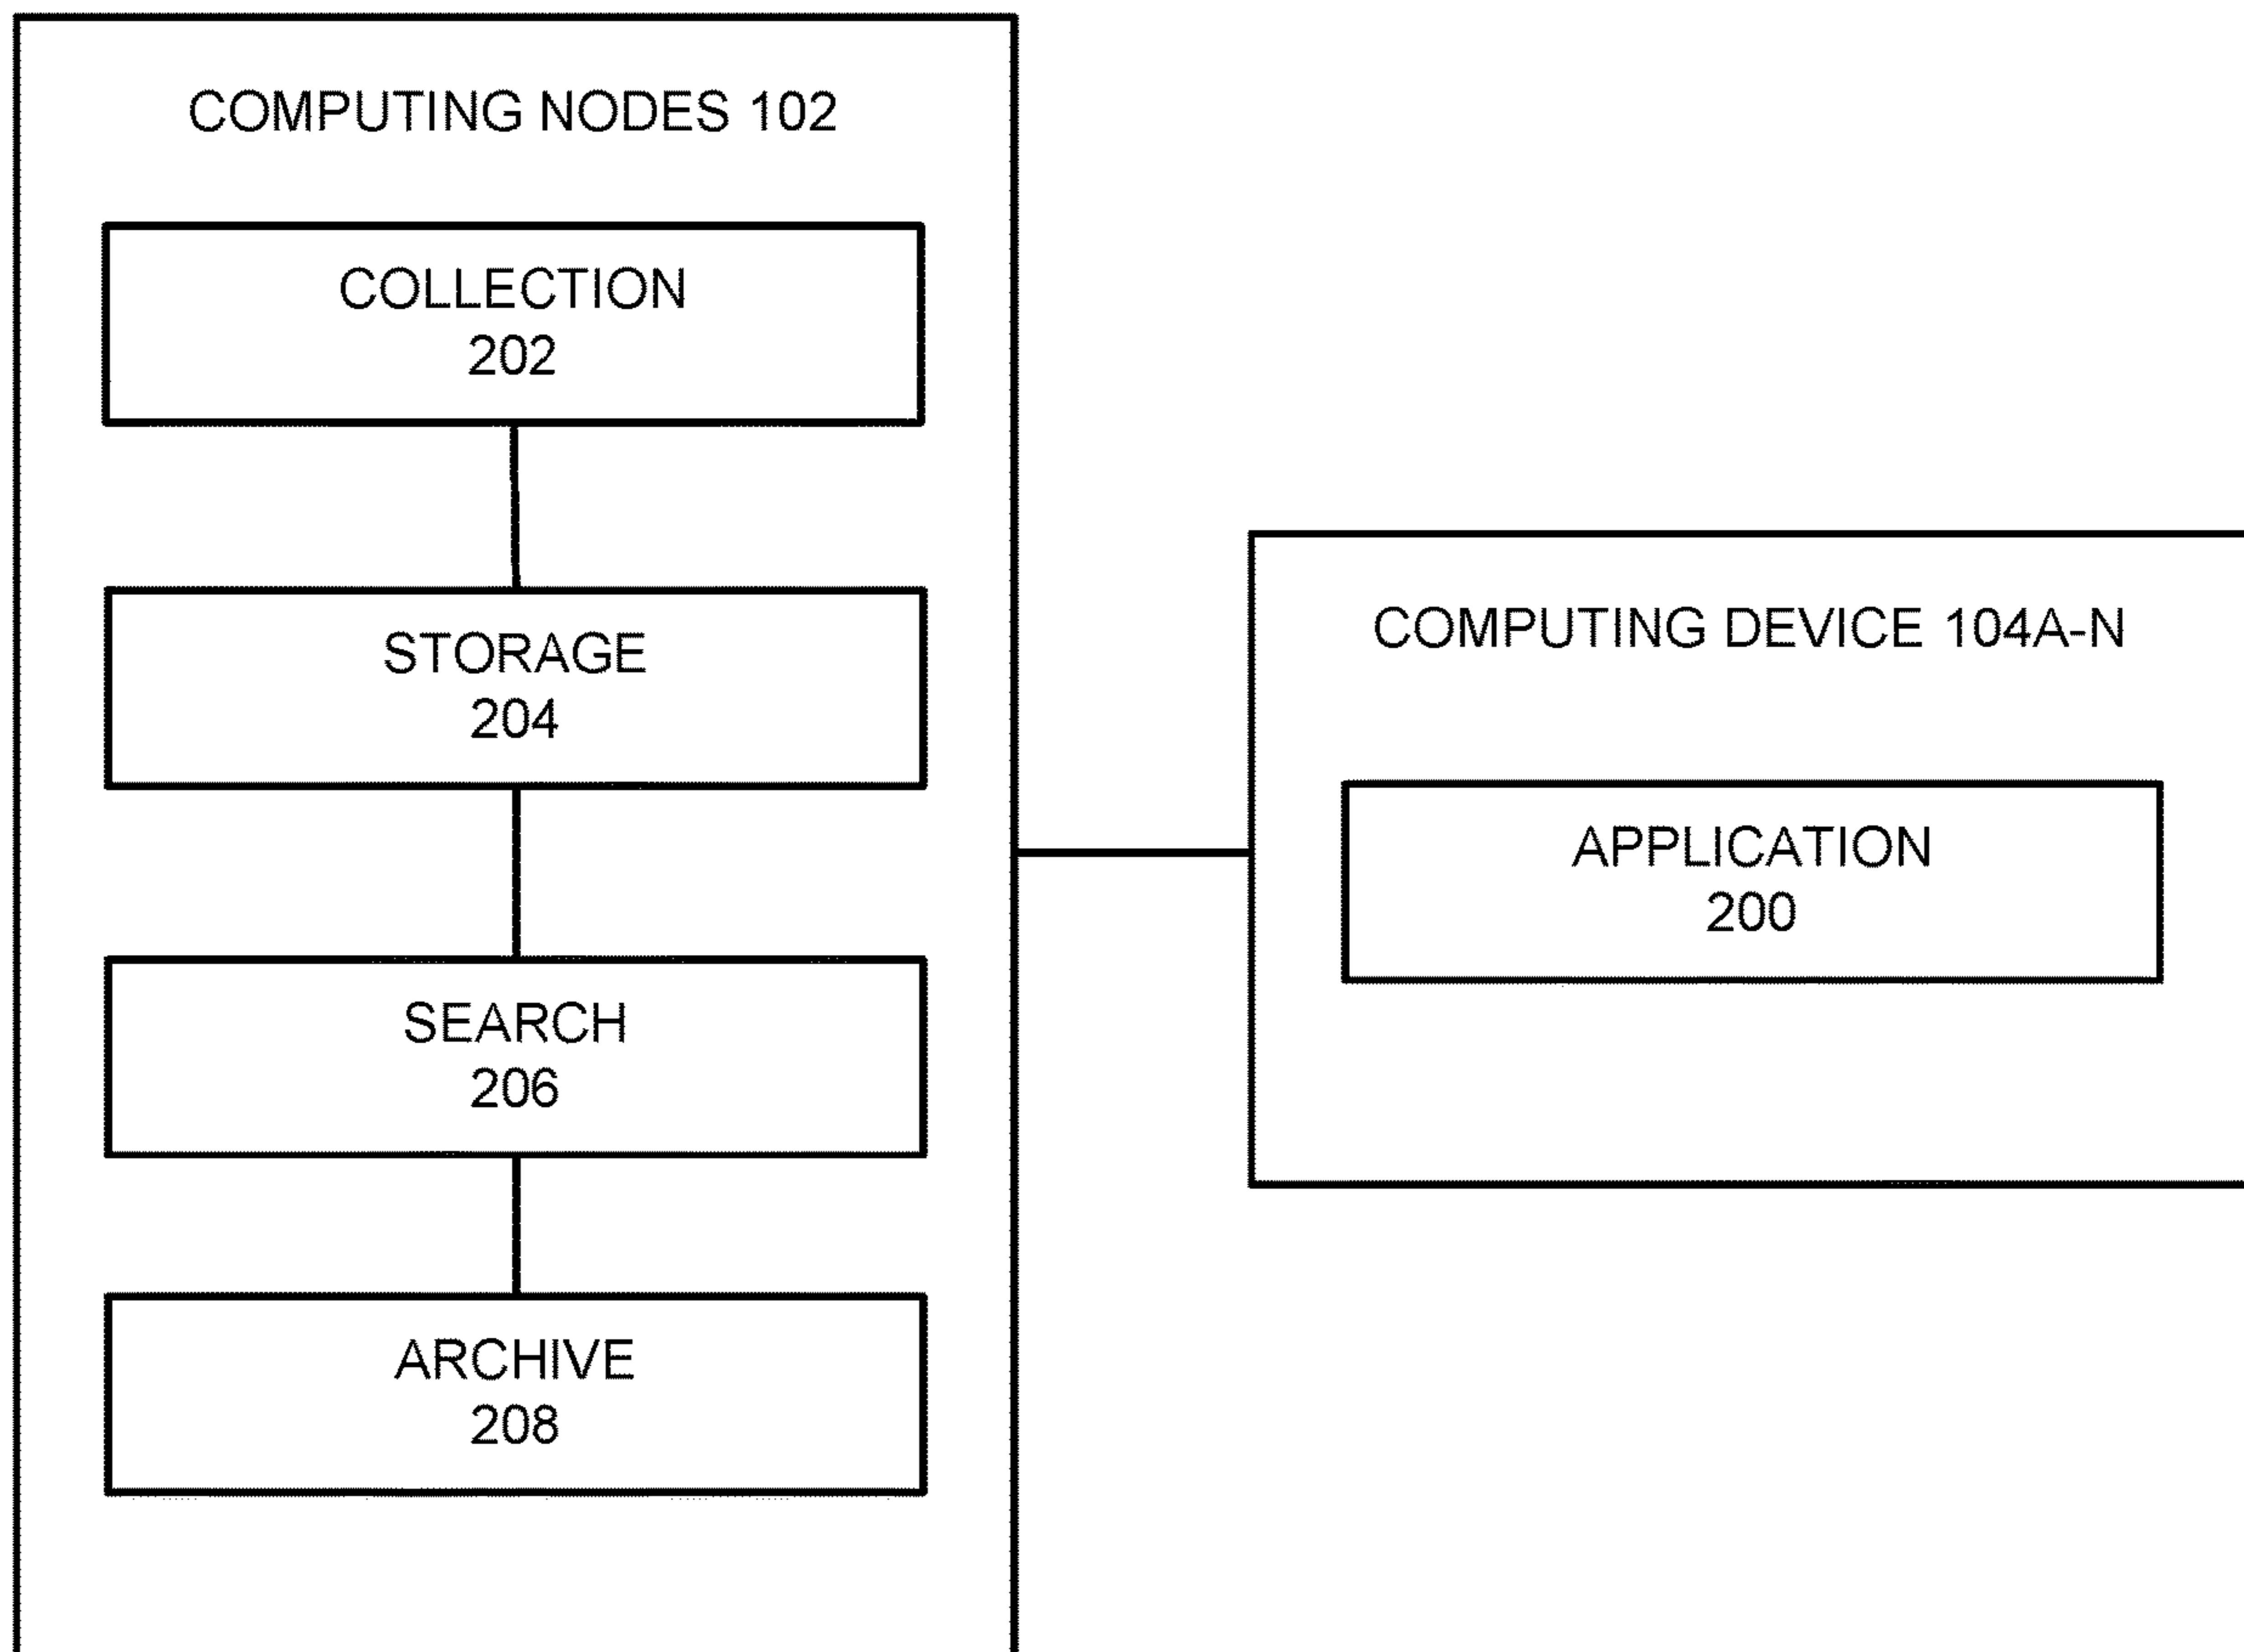 COMPUTING NODES 102
COLLECTION
202
STORAGE
204
SEARCH
206
ARCHIVE
208
COMPUTING DEVICE 104A-N
APPLICATION
200